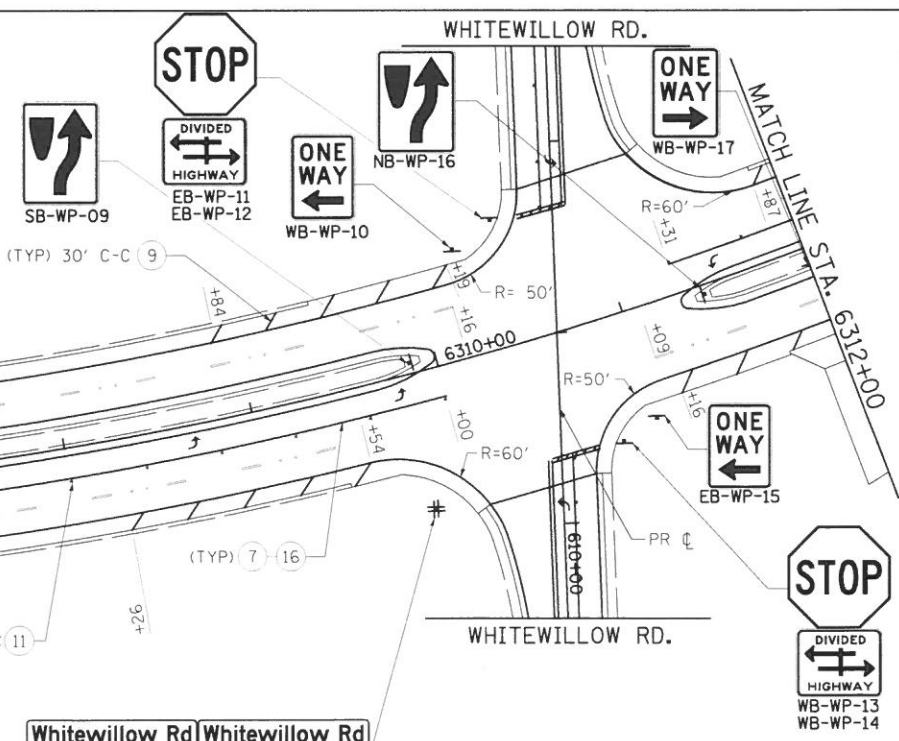 WHITEWILLOW RD.
STOP
DIVIDED
HIGHWAY
EB-WP-11
EB-WP-12
SB-WP-09
ONE
WAY
WB-WP-10
NB-WP-16
ONE
WAY
WB-WP-17
MATCH LINE STA. 6312+00
(TYP) 30' C-C 9
+84
+19
+16
R= 50'
R=60'
+31
+87
6310+00
+09
R=50'
+16
+00
+54
R=60'
ONE
WAY
EB-WP-15
(TYP) 7 16
610+00
PR ℄
+26
11
WHITEWILLOW RD.
STOP
DIVIDED
HIGHWAY
WB-WP-13
WB-WP-14
Whitewillow Rd Whitewillow Rd